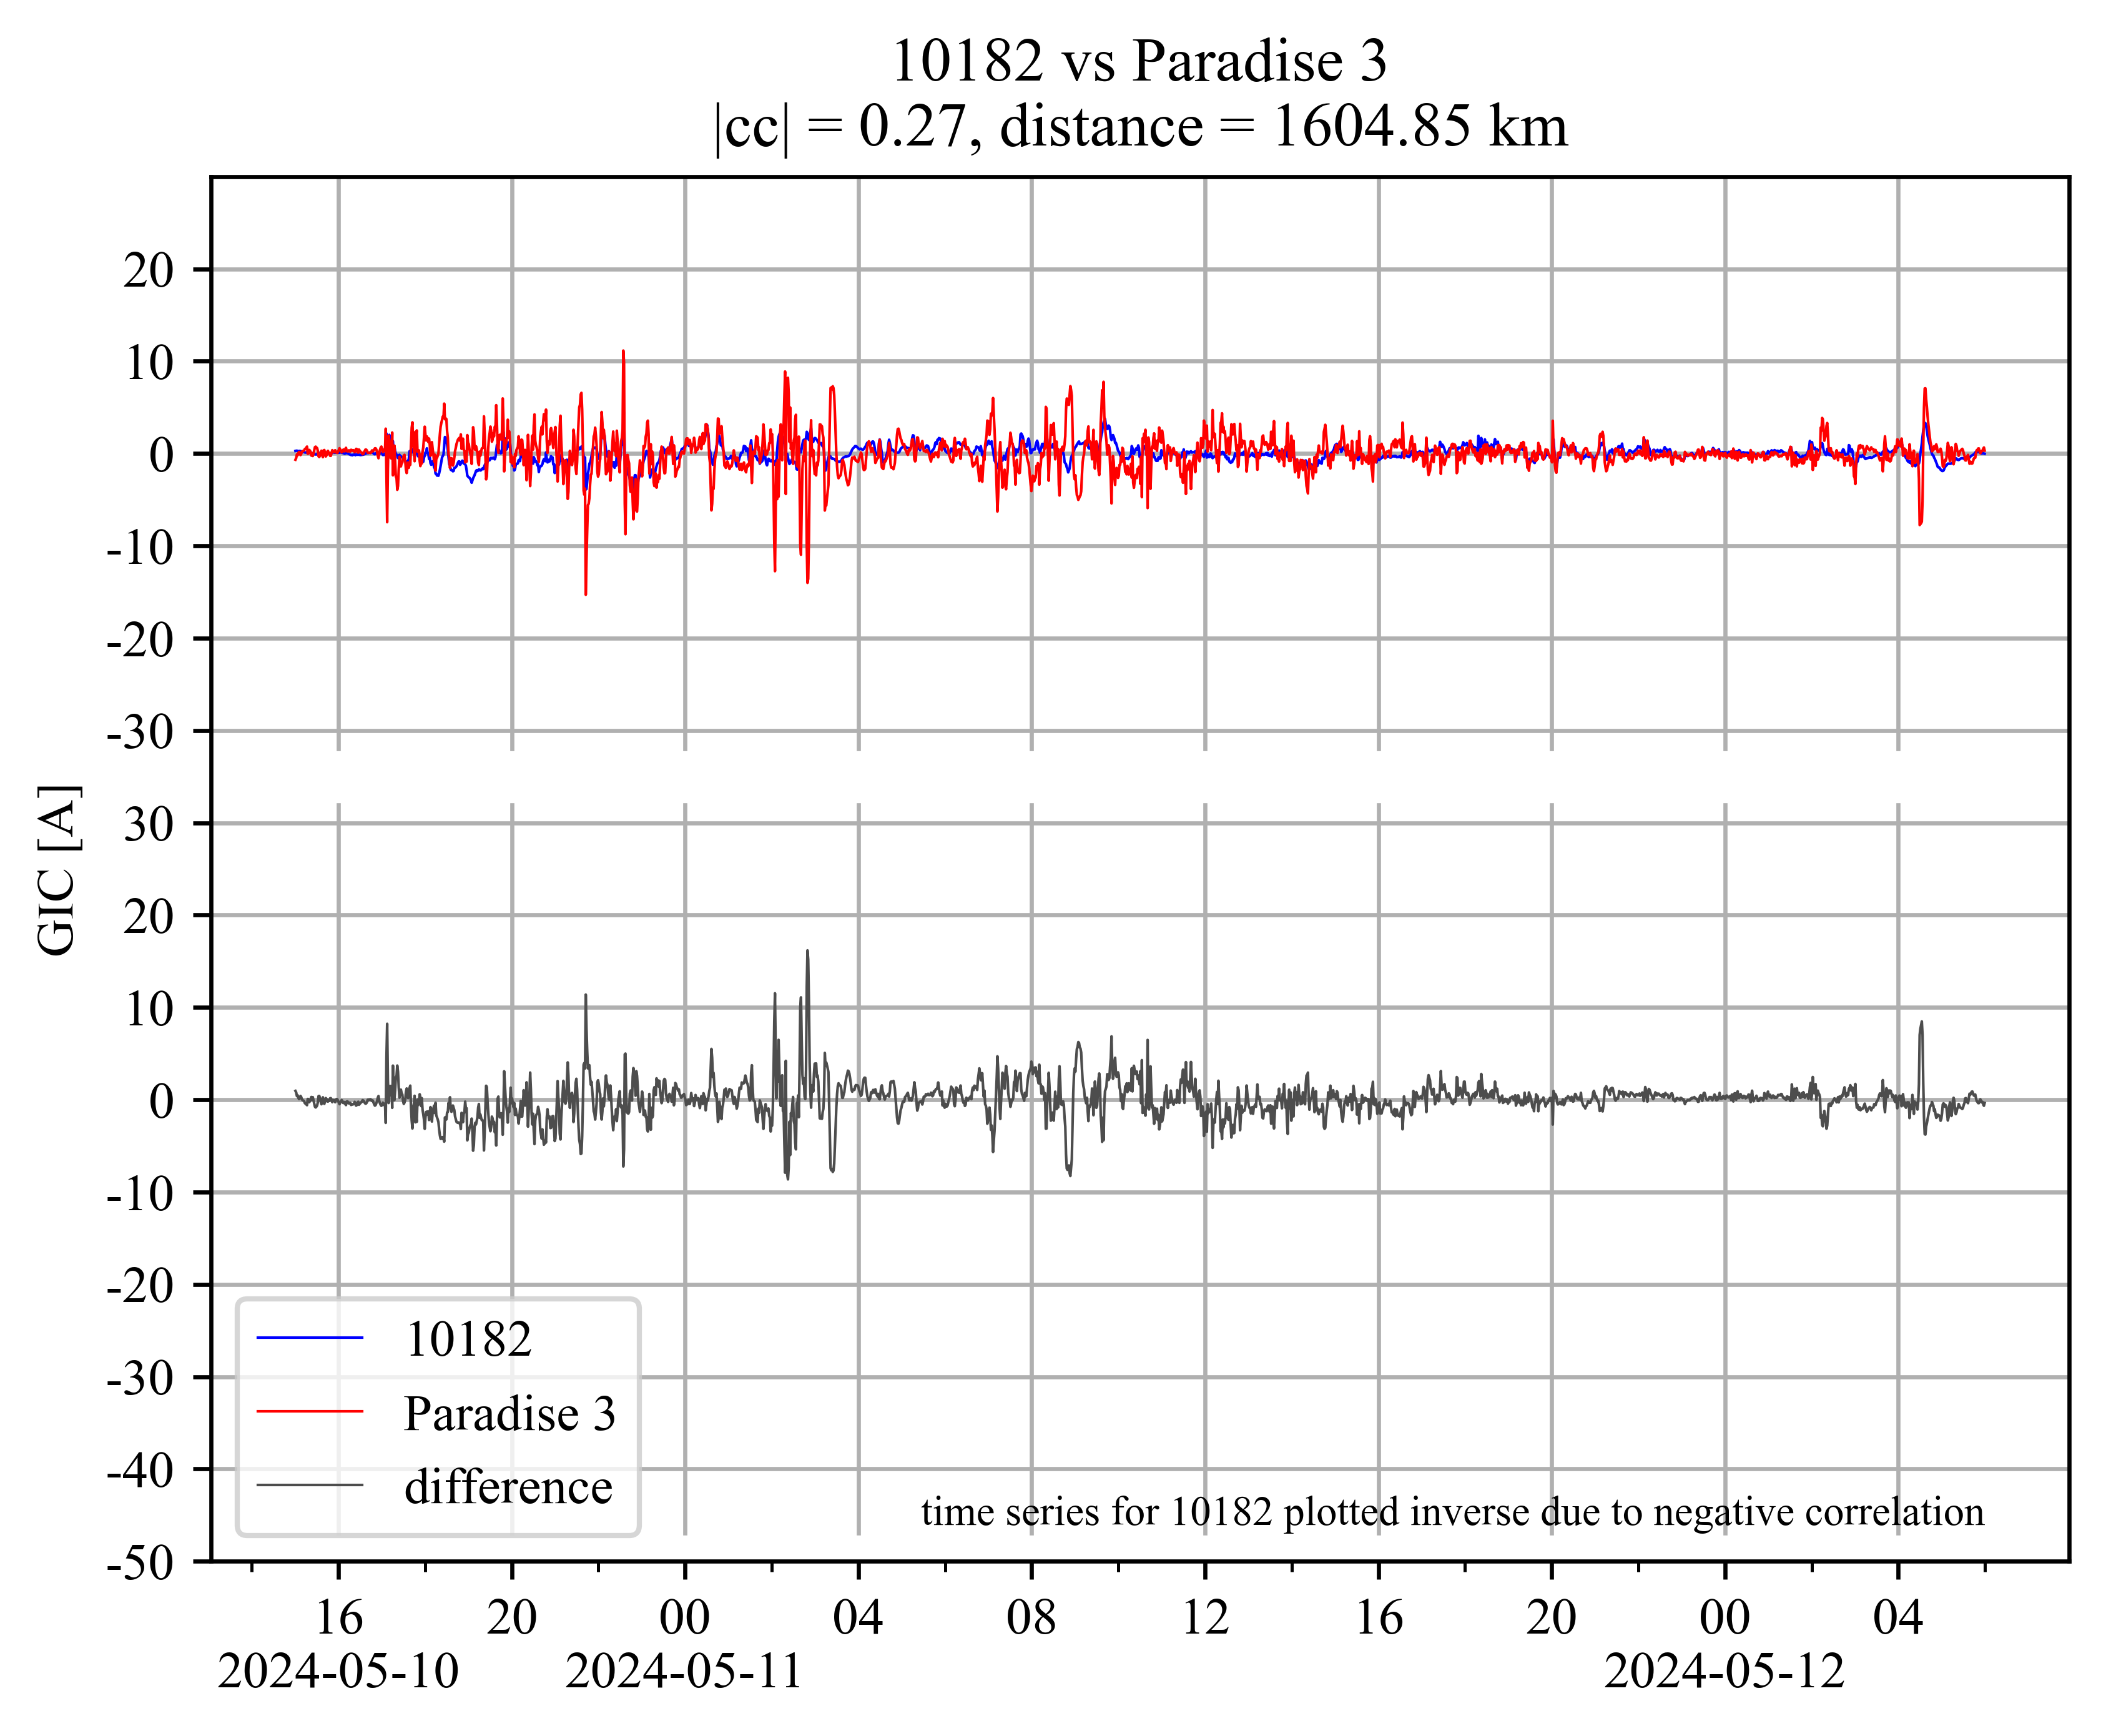 10182 vs Paradise 3
|cc| = 0.27, distance = 1604.85 km
GIC [A]
20
10
0
-10
-20
-30
30
20
10
0
-10
-20
-30
-40
-50
10182
Paradise 3
difference
time series for 10182 plotted inverse due to negative correlation
16 20 00 04 08 12 16 20 00 04
2024-05-10 2024-05-11 2024-05-12